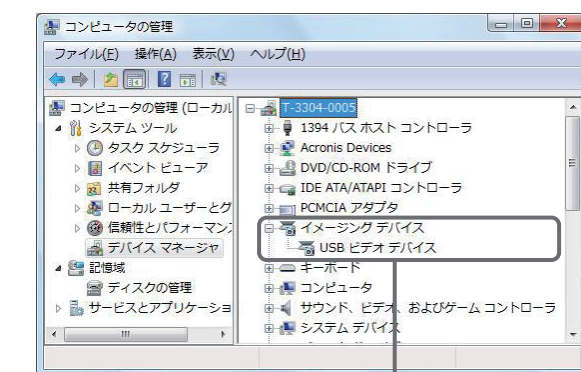 コンピュータの管理
ファイル(F) 操作(A) 表示(V) ヘルプ(H)
コンピュータの管理 (ローカル
システム ツール
タスク スケジューラ
イベント ビューア
共有フォルダ
ローカル ユーザーとグ
信頼性とパフォーマン
デバイス マネージャ
記憶域
ディスクの管理
サービスとアプリケーショ
T-3304-0005
1394 バス ホスト コントローラ
Acronis Devices
DVD/CD-ROM ドライブ
IDE ATA/ATAPI コントローラ
PCMCIA アダプタ
イメージング デバイス
USB ビデオ デバイス
キーボード
コンピュータ
サウンド、ビデオ、およびゲーム コントローラ
システム デバイス